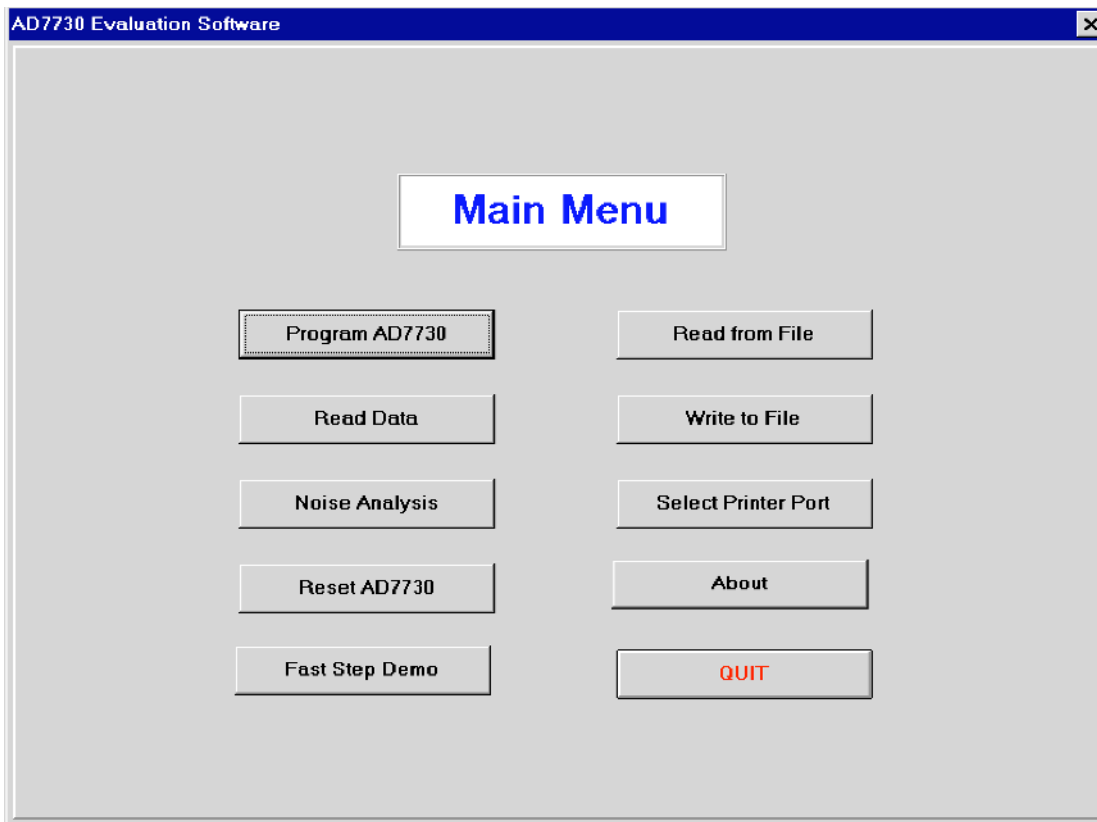 AD7730 Evaluation Software
Main Menu
Program AD7730
Read from File
Read Data
Write to File
Noise Analysis
Select Printer Port
Reset AD7730
About
Fast Step Demo
QUIT